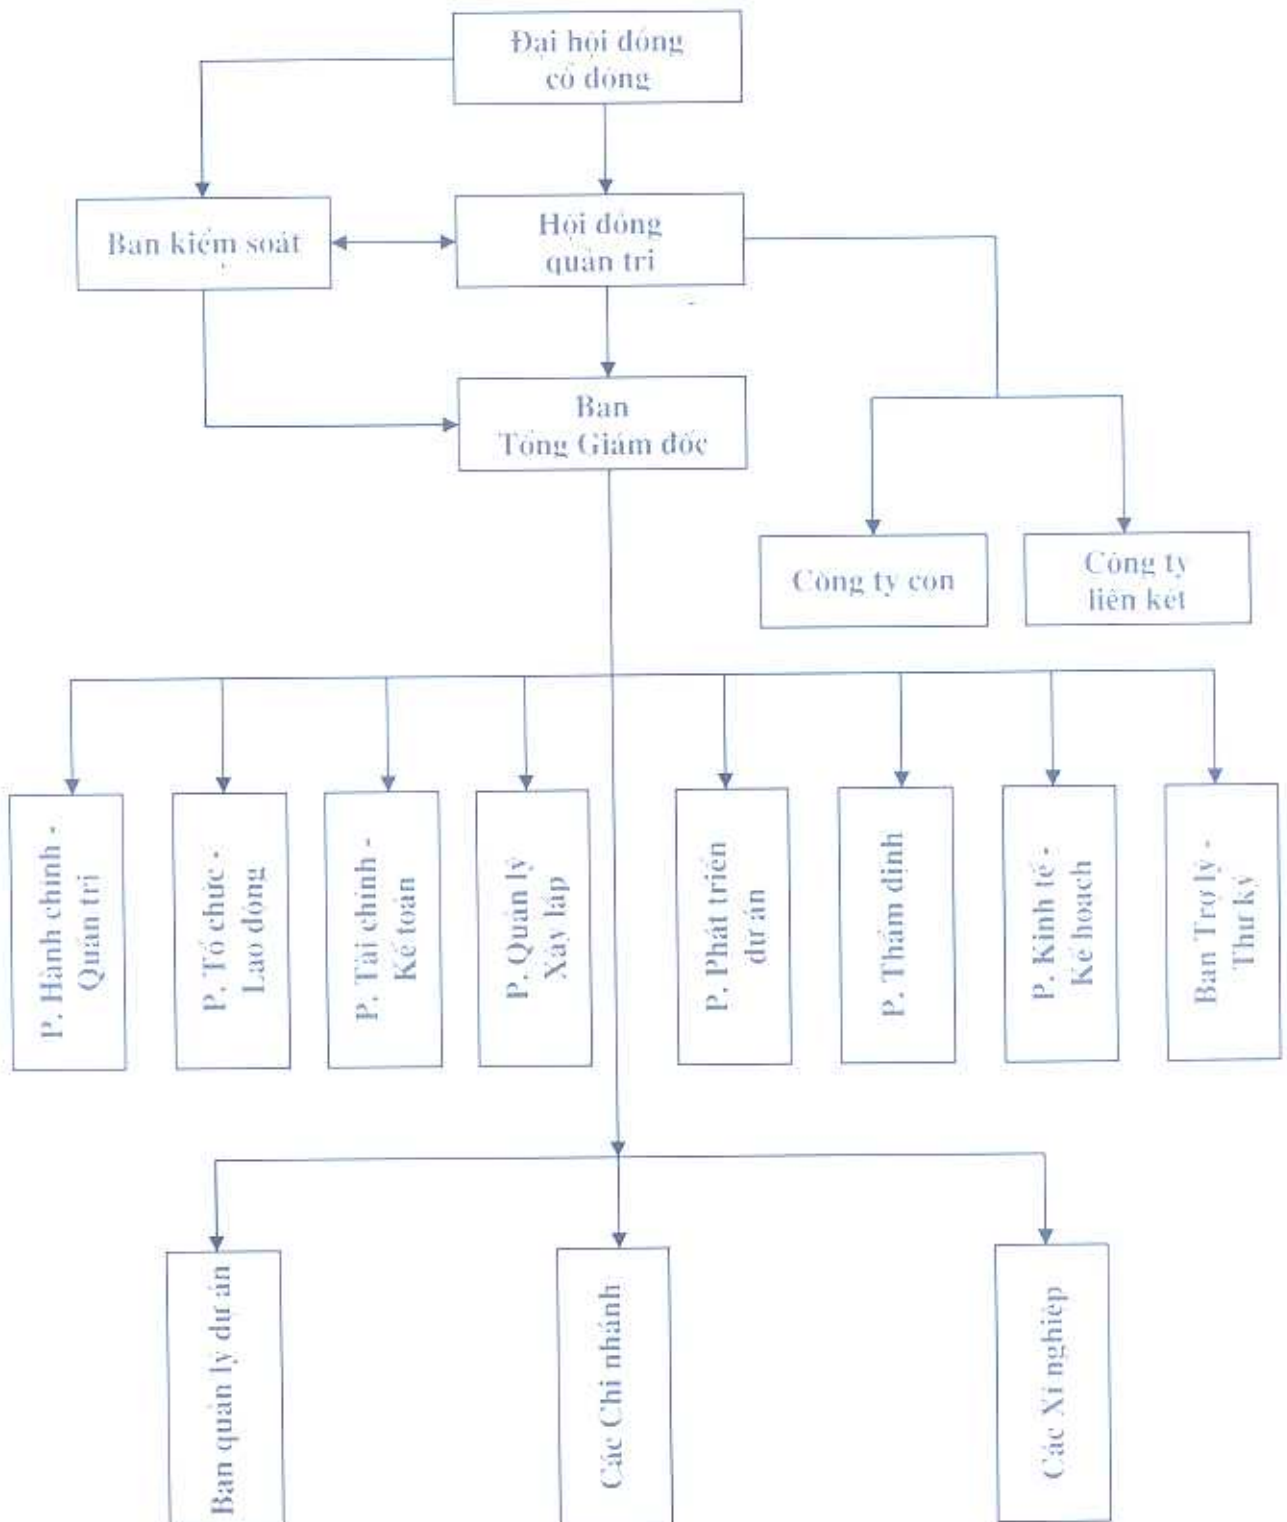 Đại hội đồng
cổ đông
Ban kiểm soát
Hội đồng
quản trị
Ban
Tổng Giám đốc
Công ty con
Công ty
liên kết
P. Hành chính -
Quản trị
P. Tổ chức -
Lao động
P. Tài chính -
Kế toán
P. Quản lý
Xây lắp
P. Phát triển
dự án
P. Thẩm định
P. Kinh tế -
Kế hoạch
Ban Trợ lý -
Thư ký
Ban quản lý dự án
Các Chi nhánh
Các Xí nghiệp